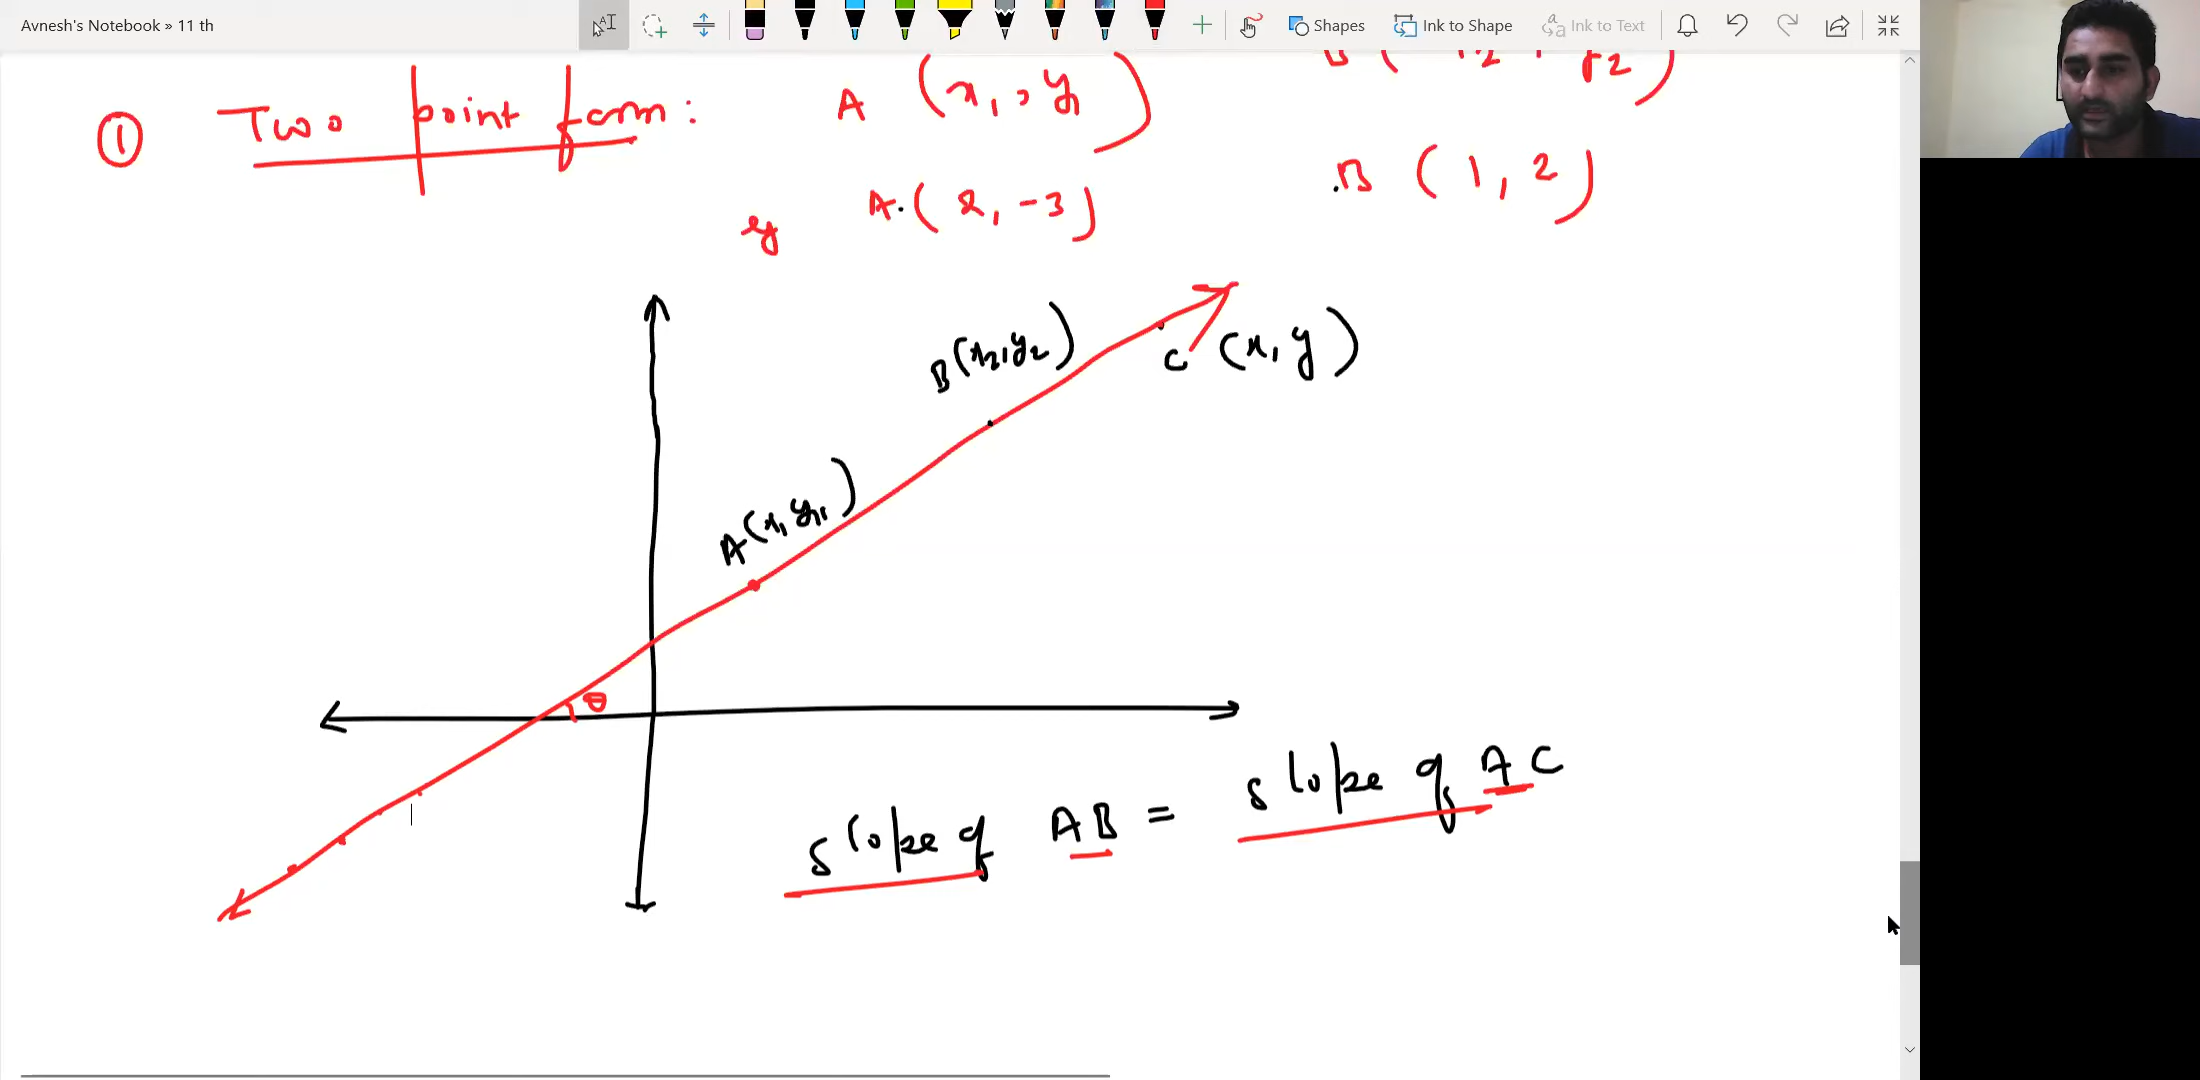 Avnesh's Notebook » 11 th
Shapes Ink to Shape Ink to Text
① Two point form: A (x₁, y₁) B ( x₂, y₂)
eg A.(2, -3) .B (1, 2)
B(x₂, y₂) C (x, y)
A(x₁ y₁)
θ
slope of AB = slope of AC